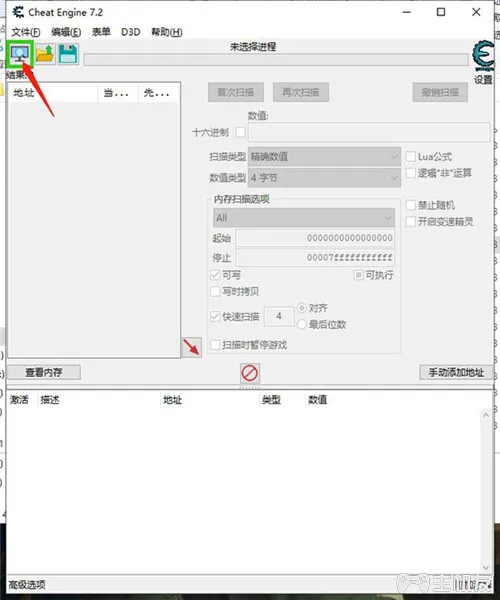 Cheat Engine 7.2
文件(F) 编辑(E) 表单 D3D 帮助(H)
未选择进程
结果:
设置
地址 当... 先...
首次扫描 再次扫描 撤销扫描
数值:
十六进制
扫描类型 精确数值 Lua公式
数值类型 4 字节 逻辑"非"运算
内存扫描选项
All 禁止随机
开启变速精灵
起始 0000000000000000
停止 00007fffffffffff
可写 可执行
写时拷贝
快速扫描 4 对齐
最后位数
扫描时暂停游戏
查看内存 手动添加地址
激活 描述 地址 类型 数值
高级选项